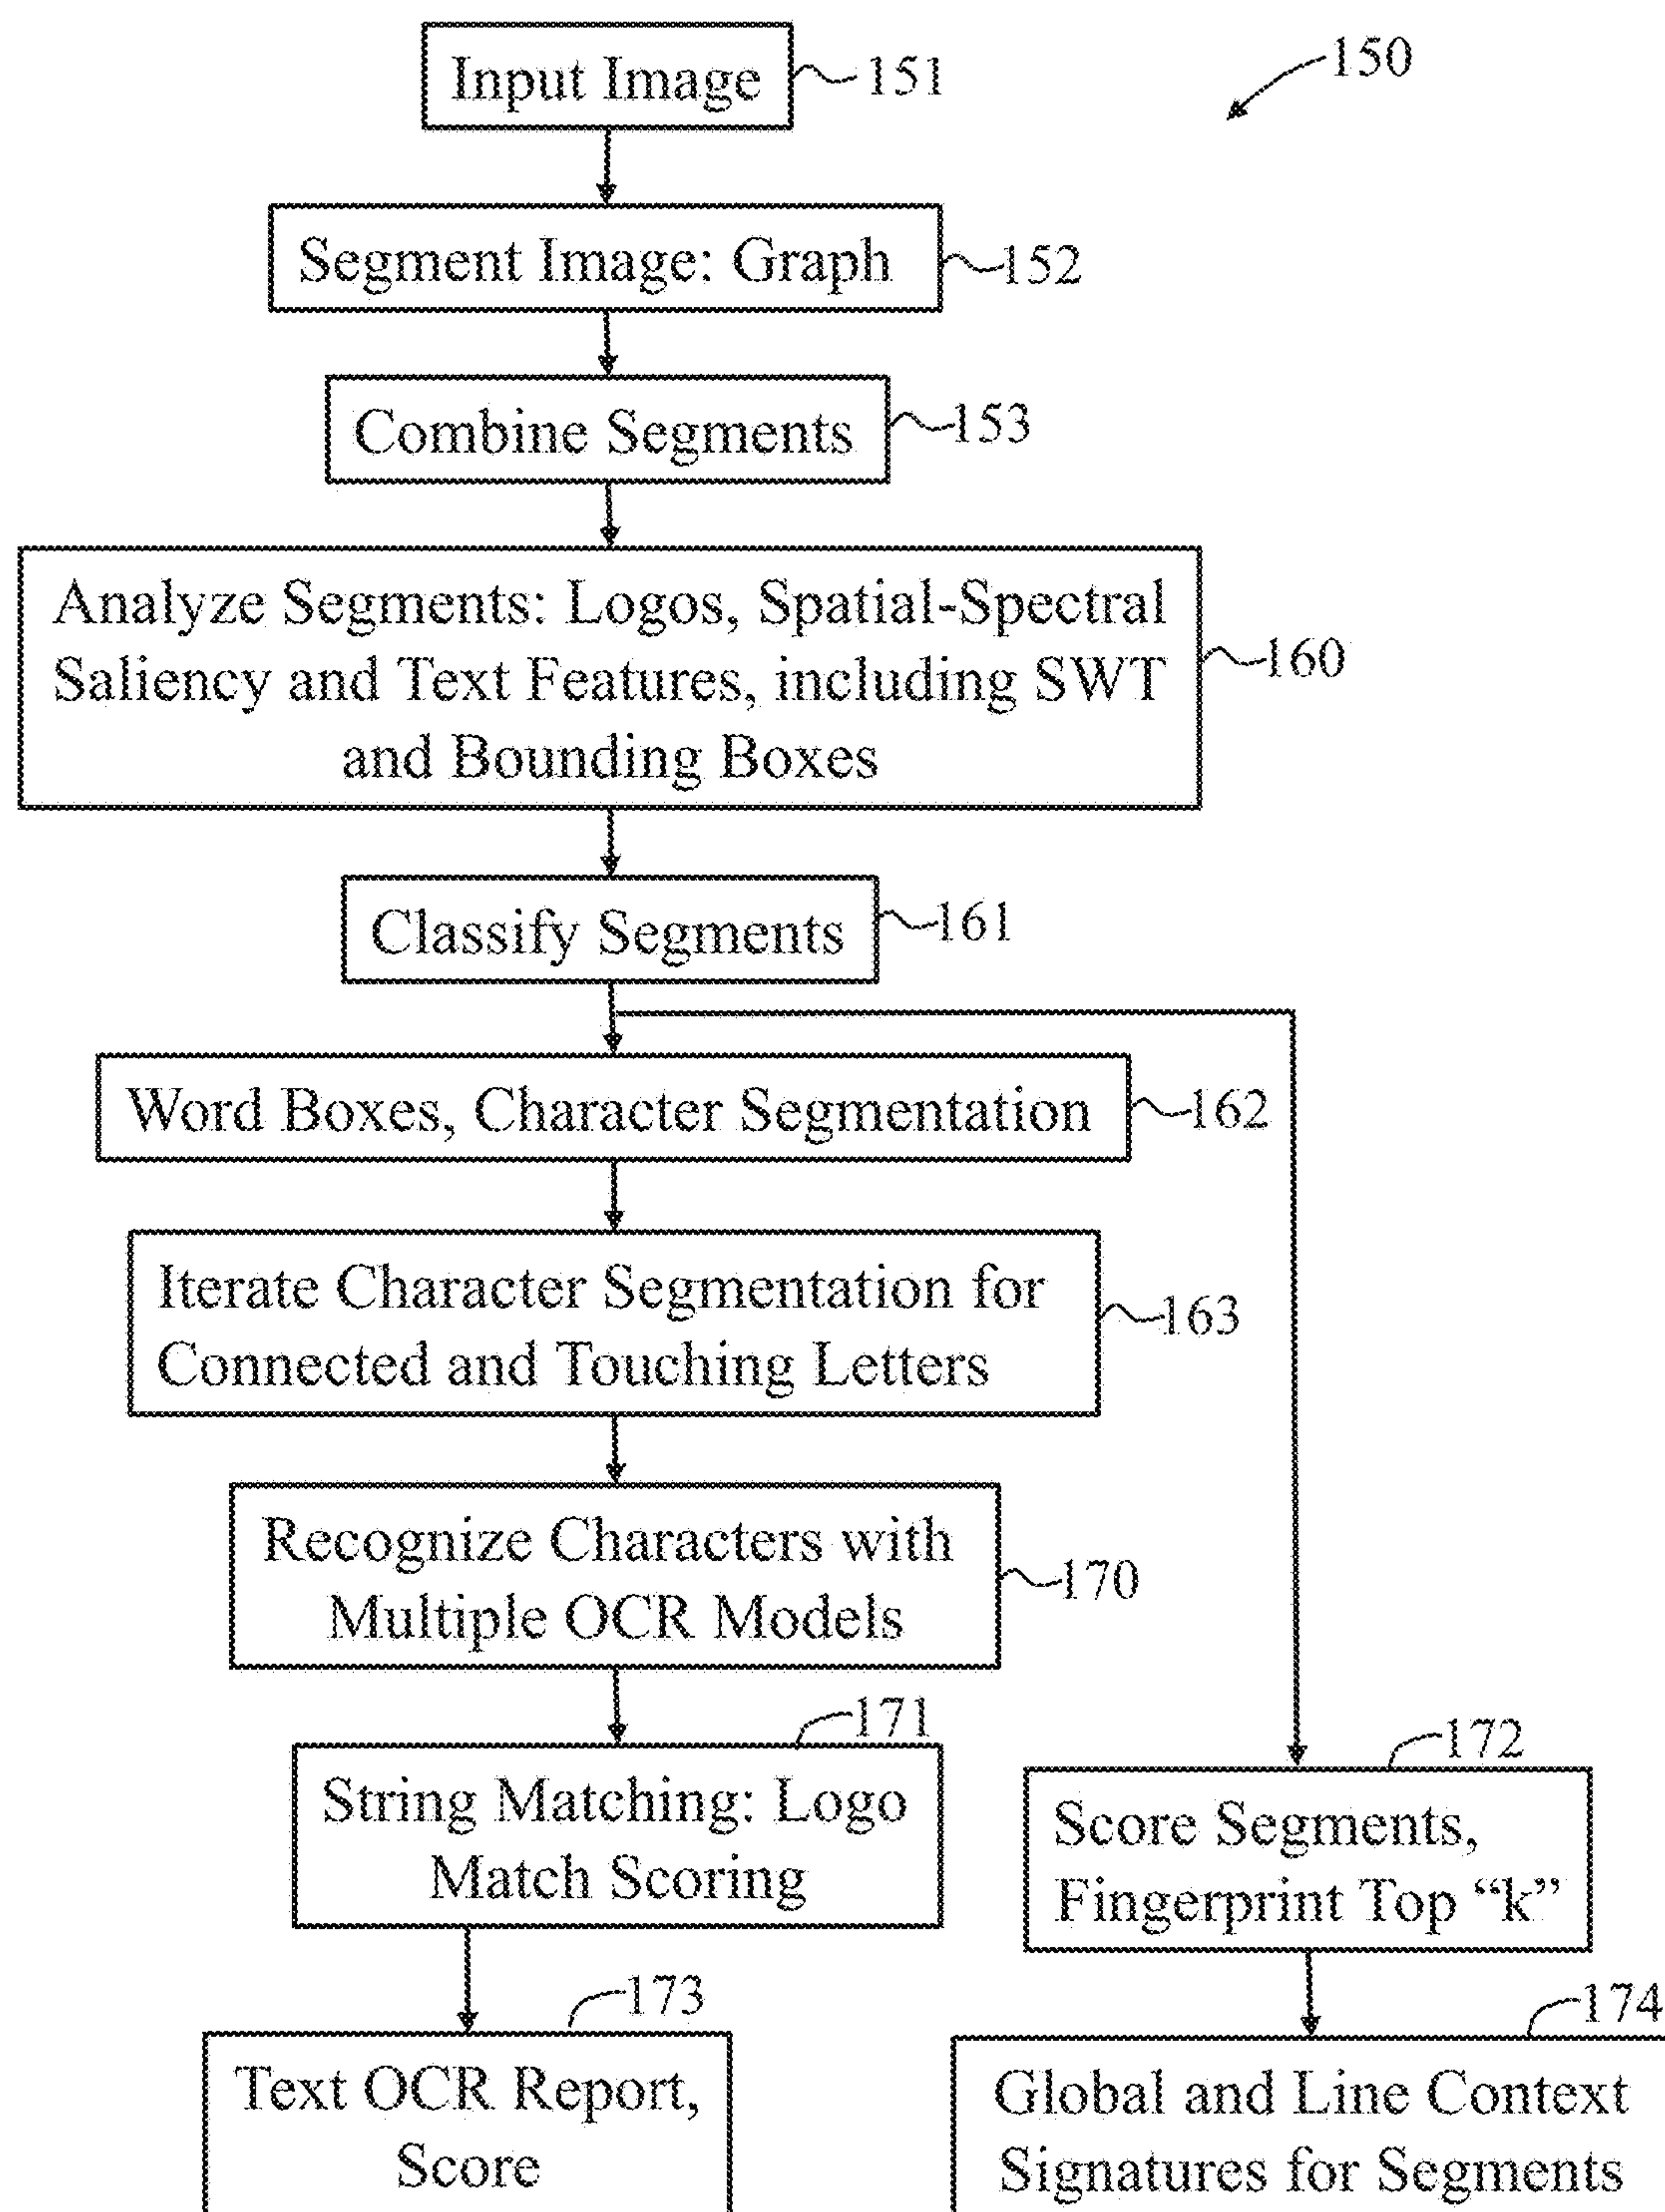 Input Image
151
150
Segment Image: Graph
152
Combine Segments
153
Analyze Segments: Logos, Spatial-Spectral
Saliency and Text Features, including SWT
and Bounding Boxes
160
Classify Segments
161
Word Boxes, Character Segmentation
162
Iterate Character Segmentation for
Connected and Touching Letters
163
Recognize Characters with
Multiple OCR Models
170
171
String Matching: Logo
Match Scoring
172
Score Segments,
Fingerprint Top “k”
173
Text OCR Report,
Score
174
Global and Line Context
Signatures for Segments